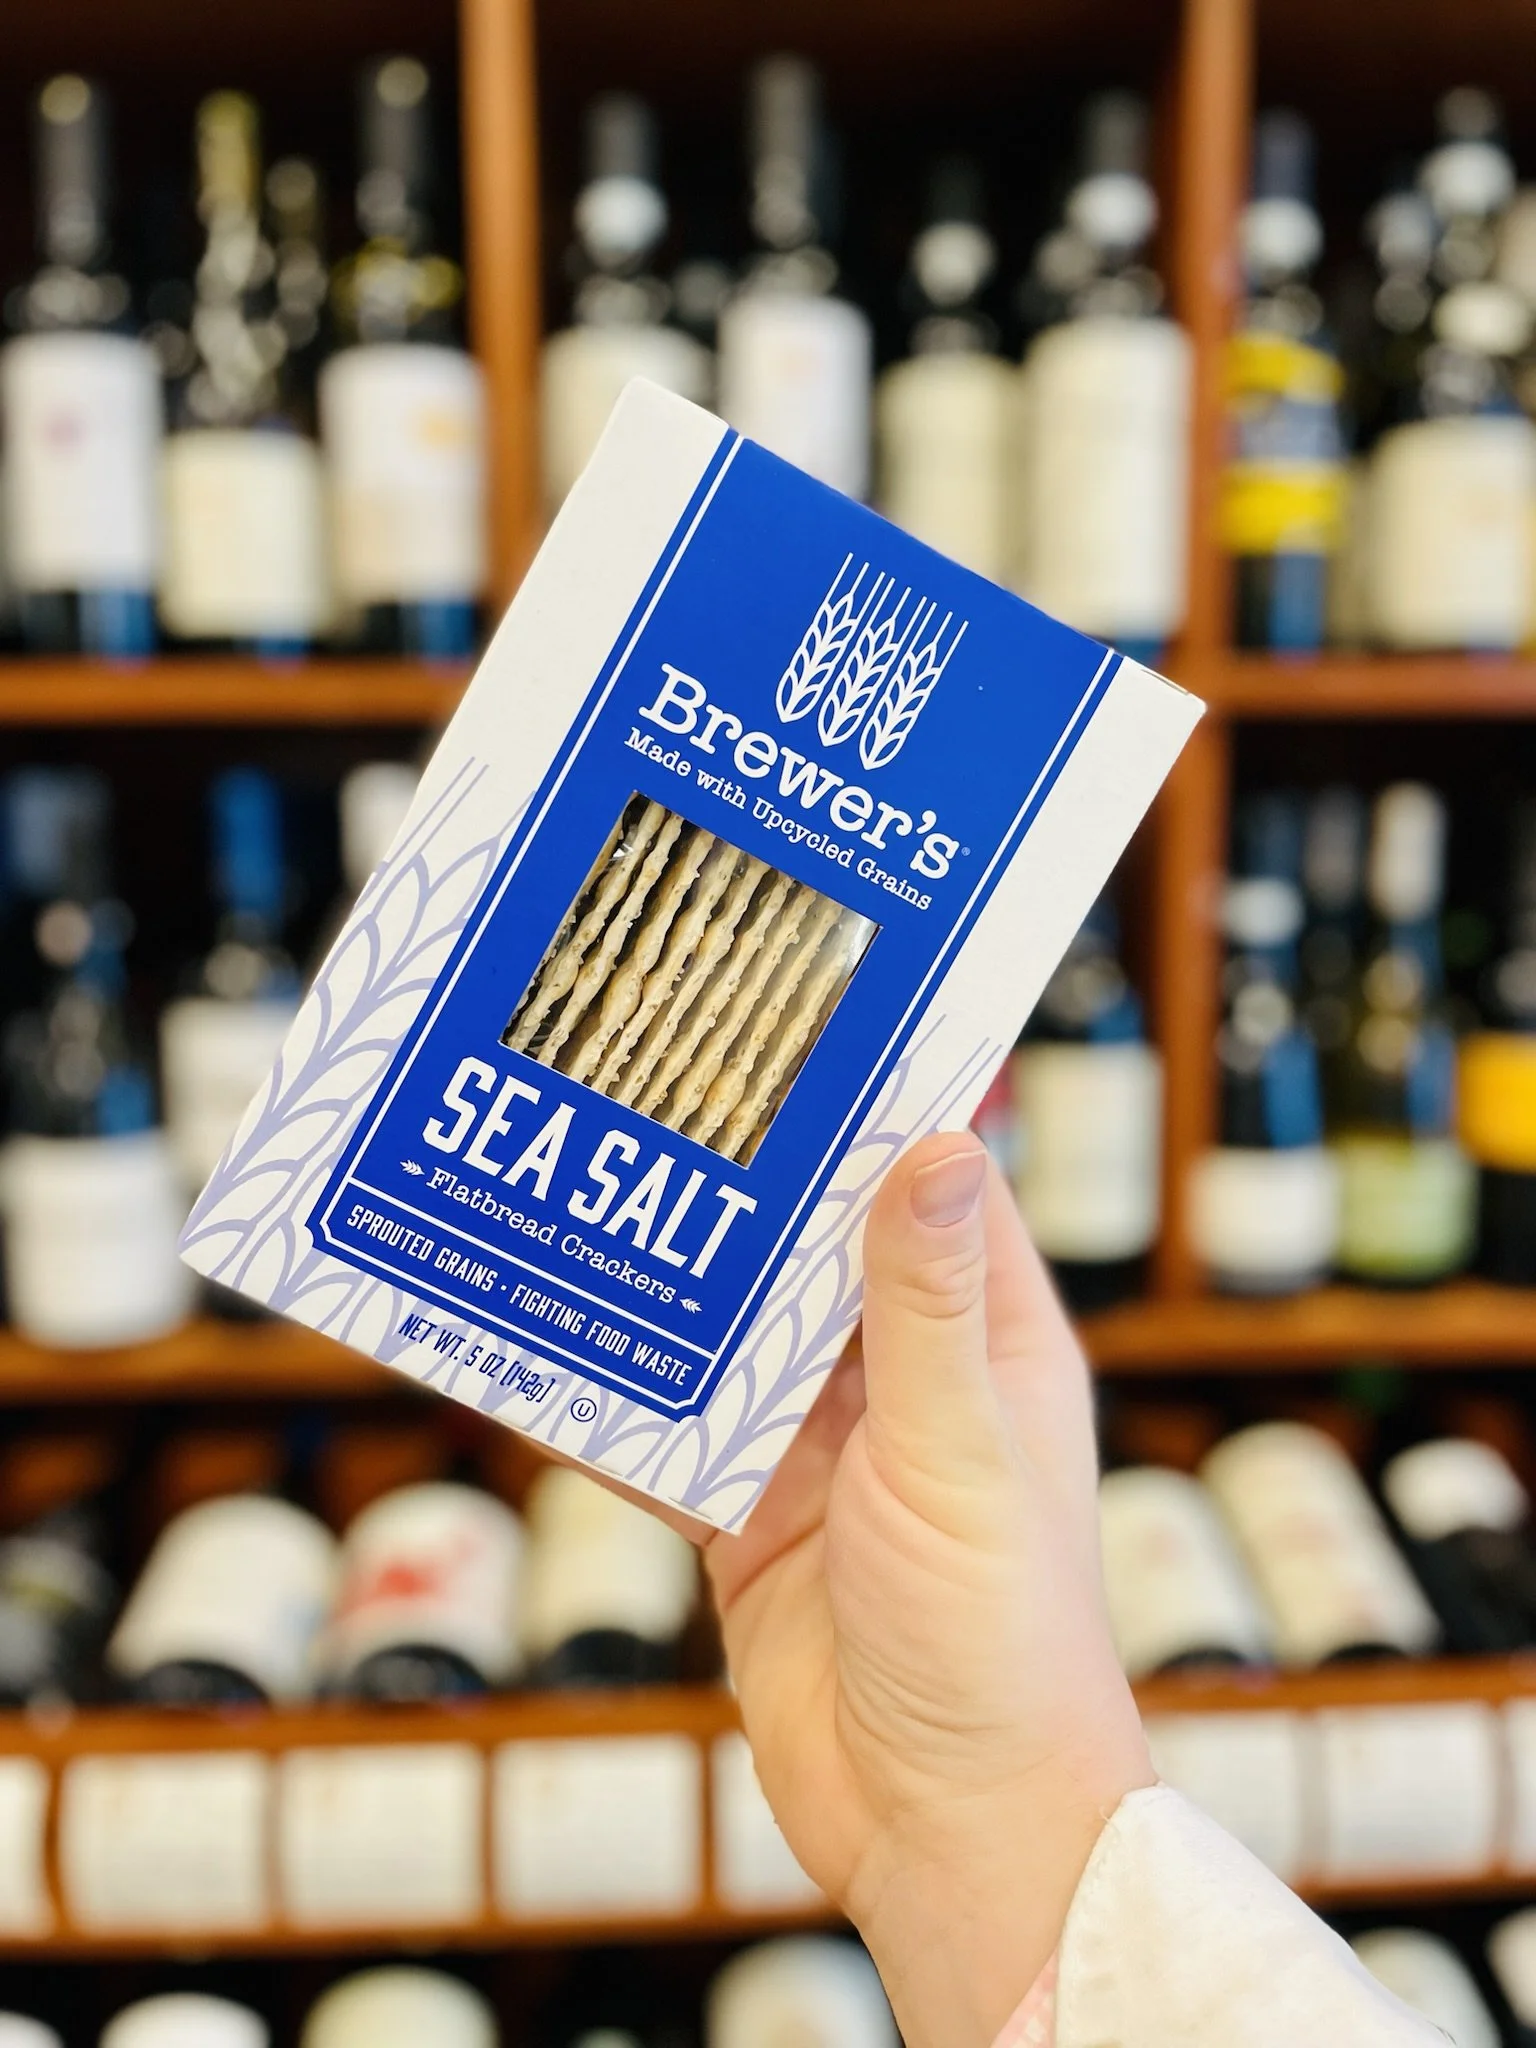 Brewer's®
Made with Upcycled Grains
SEA SALT
Flatbread Crackers
SPROUTED GRAINS • FIGHTING FOOD WASTE
NET WT. 5 OZ (142g)
U